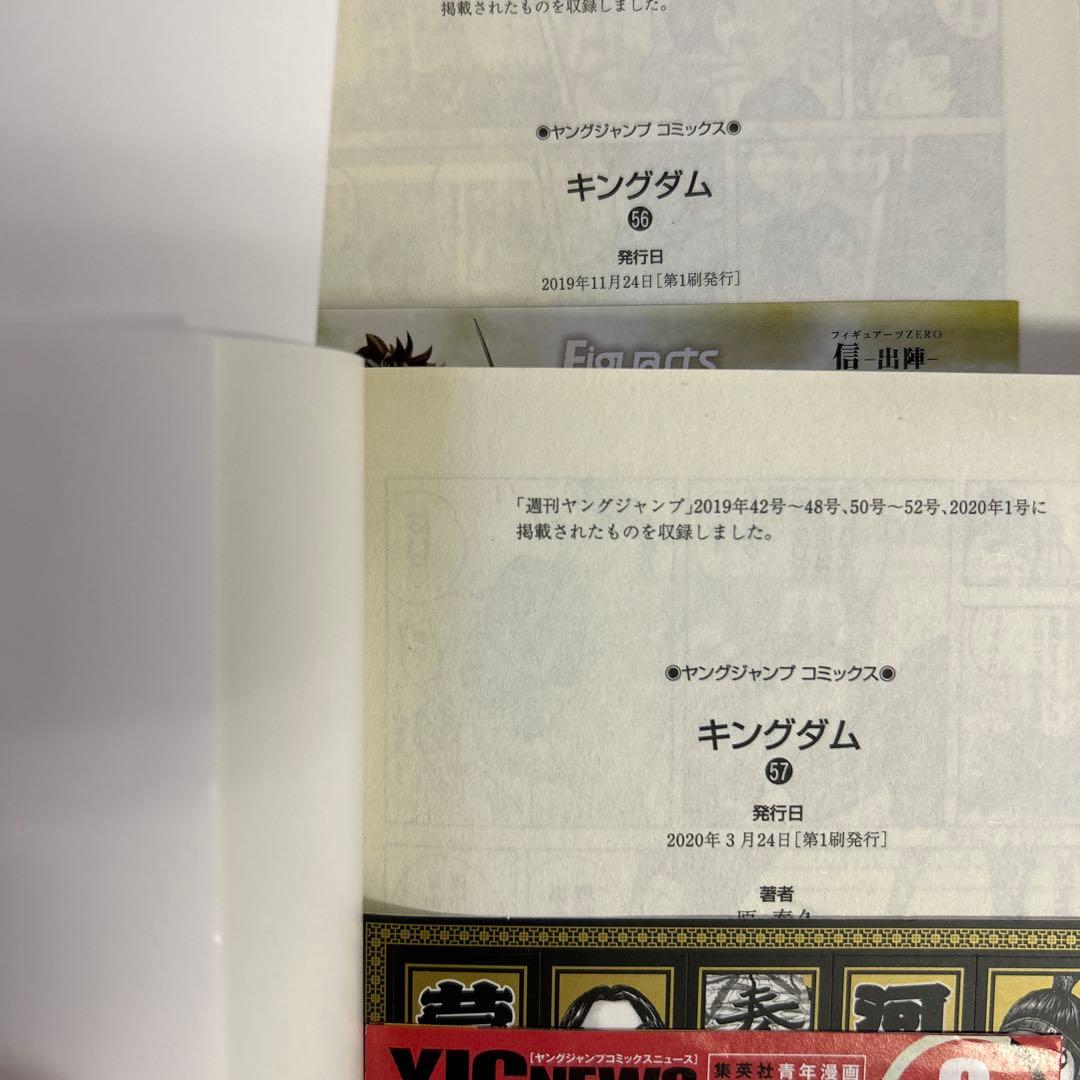 掲載されたものを収録しました。
◉ヤングジャンプ コミックス◉
キングダム
56
発行日
2019年11月24日[第1刷発行]
フィギュアーツZERO
Figuarts
信-出陣-
「週刊ヤングジャンプ」2019年42号〜48号、50号〜52号、2020年1号に
掲載されたものを収録しました。
◉ヤングジャンプ コミックス◉
キングダム
57
発行日
2020年 3 月24日[第1刷発行]
著者
原 泰久
河
YJC NEWS
[ヤングジャンプコミックスニュース]
集英社青年漫画